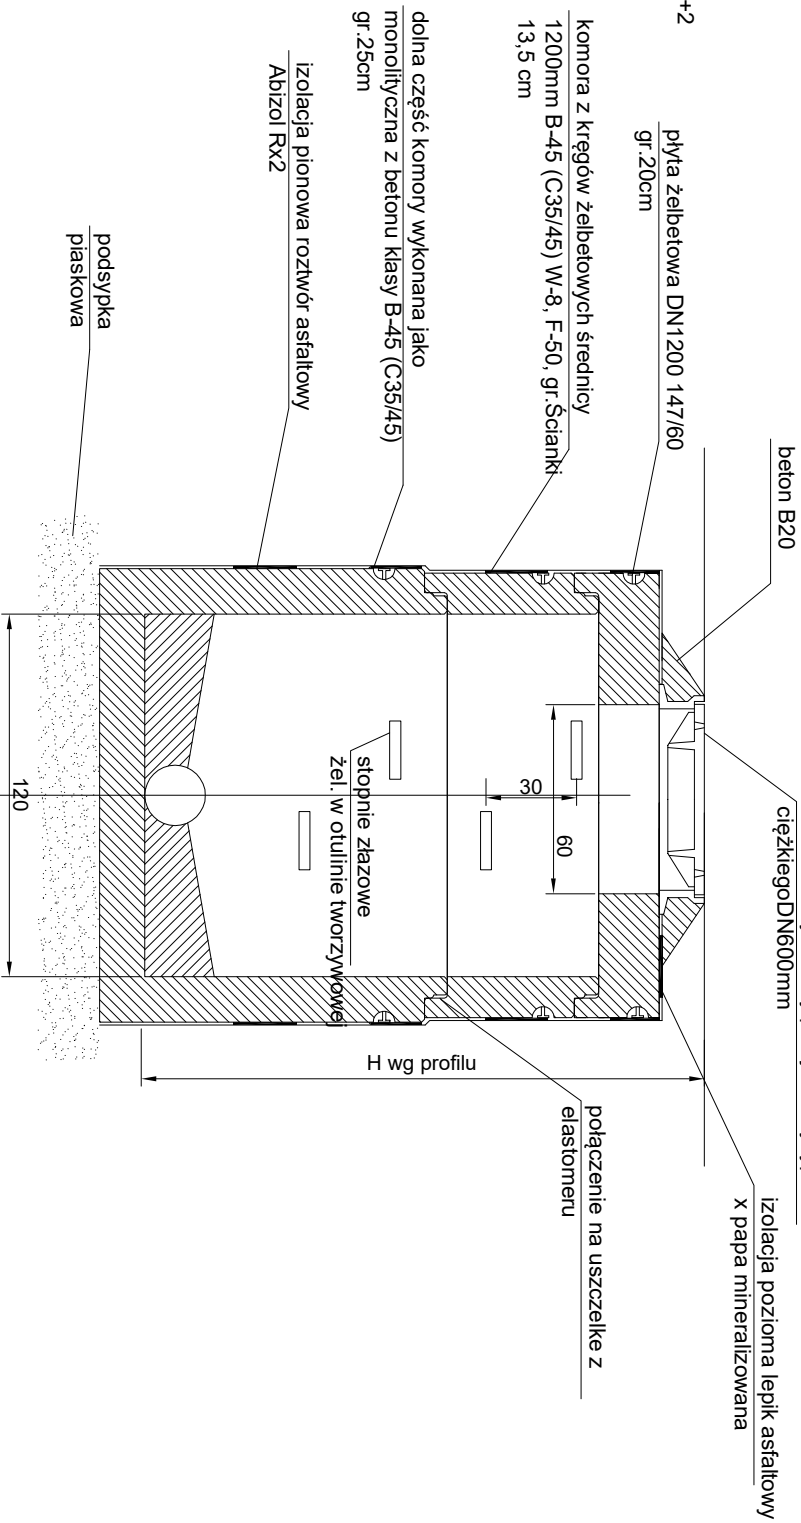 +2
płyta żelbetowa DN1200 147/60
gr.20cm
komora z kręgów żelbetowych średnicy
1200mm B-45 (C35/45) W-8, F-50, gr.Ścianki
13,5 cm
dolna część komory wykonana jako
monolityczna z betonu klasy B-45 (C35/45)
gr.25cm
izolacja pionowa roztwór asfaltowy
Abizol Rx2
podsypka
piaskowa
beton B20
ciężkiegoDN600mm
izolacja pozioma lepik asfaltowy
x papa mineralizowana
połączenie na uszczelke z
elastomeru
stopnie złazowe
żel. w otulinie tworzywowej
30
60
120
H wg profilu